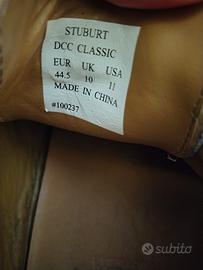 STUBURT
DCC CLASSIC
EUR UK USA
44.5 10 11
MADE IN CHINA
#100237
subito